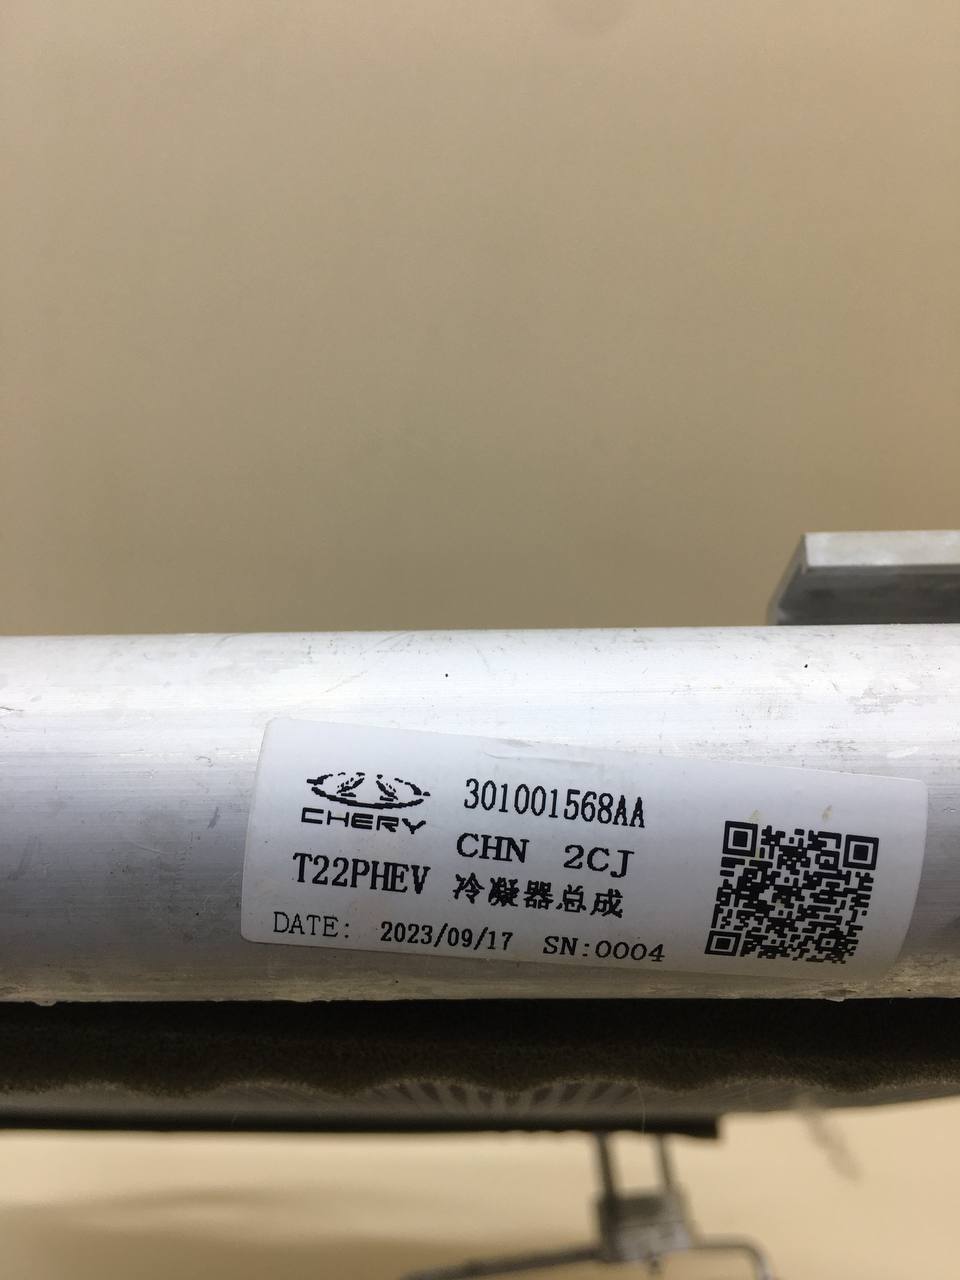 CHERY
301001568AA
CHN 2CJ
T22PHEV 冷凝器总成
DATE: 2023/09/17 SN:0004